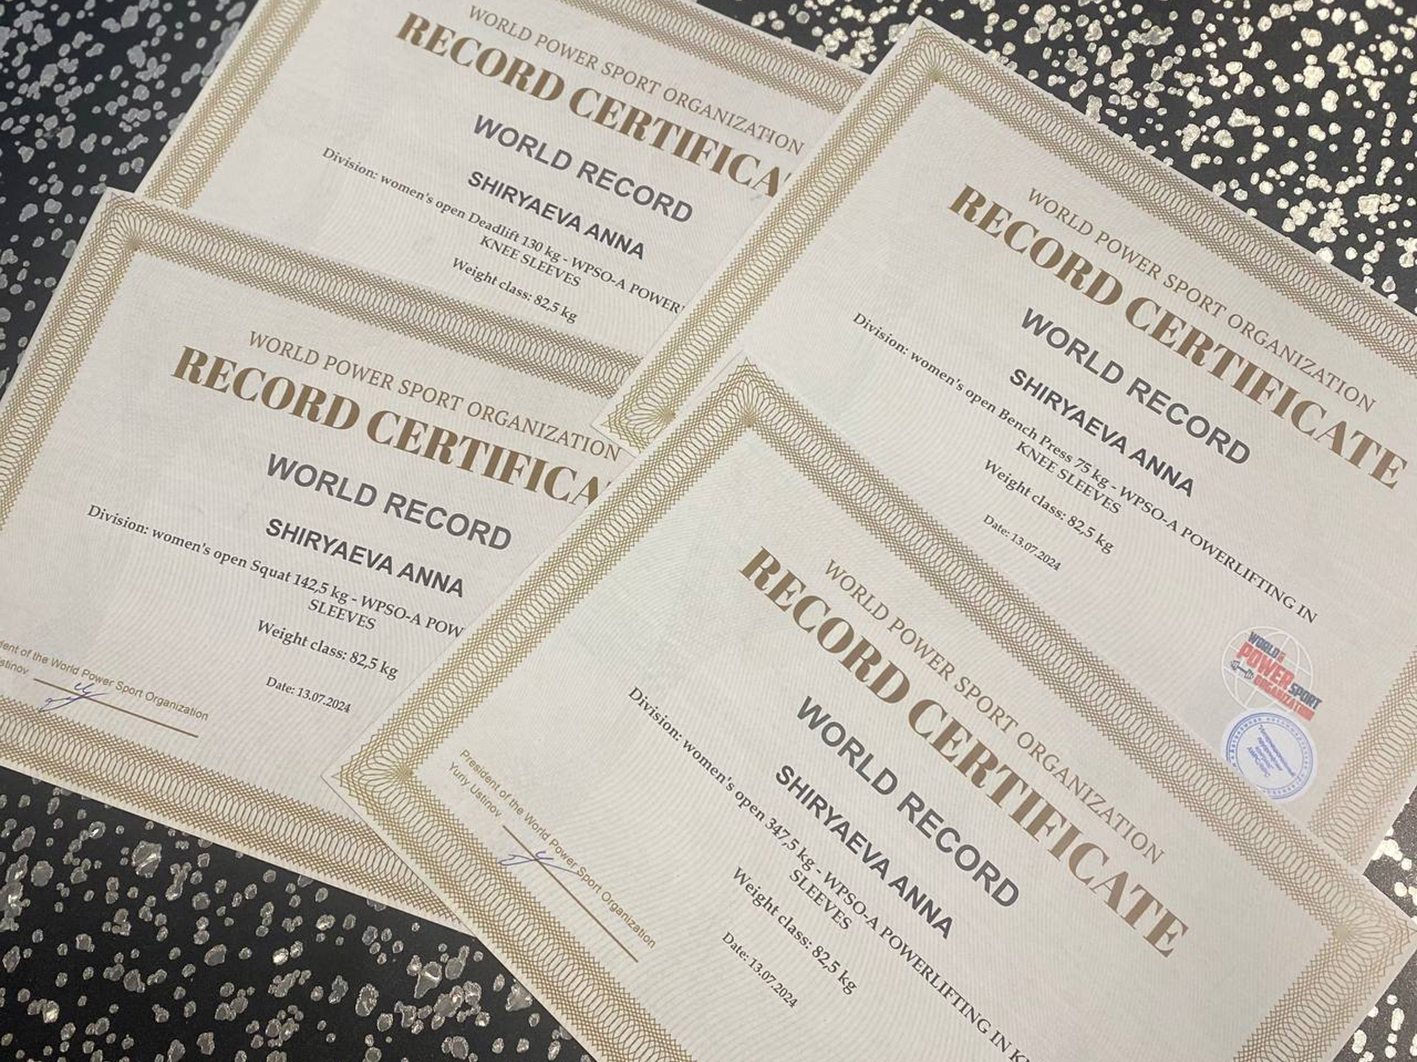 WORLD POWER SPORT ORGANIZATION
RECORD CERTIFICA
WORLD RECORD
SHIRYAEVA ANNA
Division: women's open Deadlift 130 kg - WPSO-A POWER
KNEE SLEEVES
Weight class: 82.5 kg
WORLD POWER SPORT ORGANIZATION
RECORD CERTIFICATE
WORLD RECORD
SHIRYAEVA ANNA
Division: women's open Bench Press 75 kg - WPSO-A POWERLIFTING IN
KNEE SLEEVES
Weight class: 82,5 kg
Date: 13.07.2024
WORLD POWER SPORT ORGANIZATION
WORLD POWER SPORT ORGANIZATION
RECORD CERTIFICA
WORLD RECORD
SHIRYAEVA ANNA
Division: women's open Squat 142,5 kg - WPSO-A POW
SLEEVES
Weight class: 82,5 kg
Date: 13.07.2024
dent of the World Power Sport Organization
Ustinov
WORLD POWER SPORT ORGANIZATION
RECORD CERTIFICATE
WORLD RECORD
SHIRYAEVA ANNA
Division: women's open 347,5 kg - WPSO-A POWERLIFTING IN K
SLEEVES
Weight class: 82,5 kg
Date: 13.07.2024
President of the World Power Sport Organization
Yuriy Ustinov